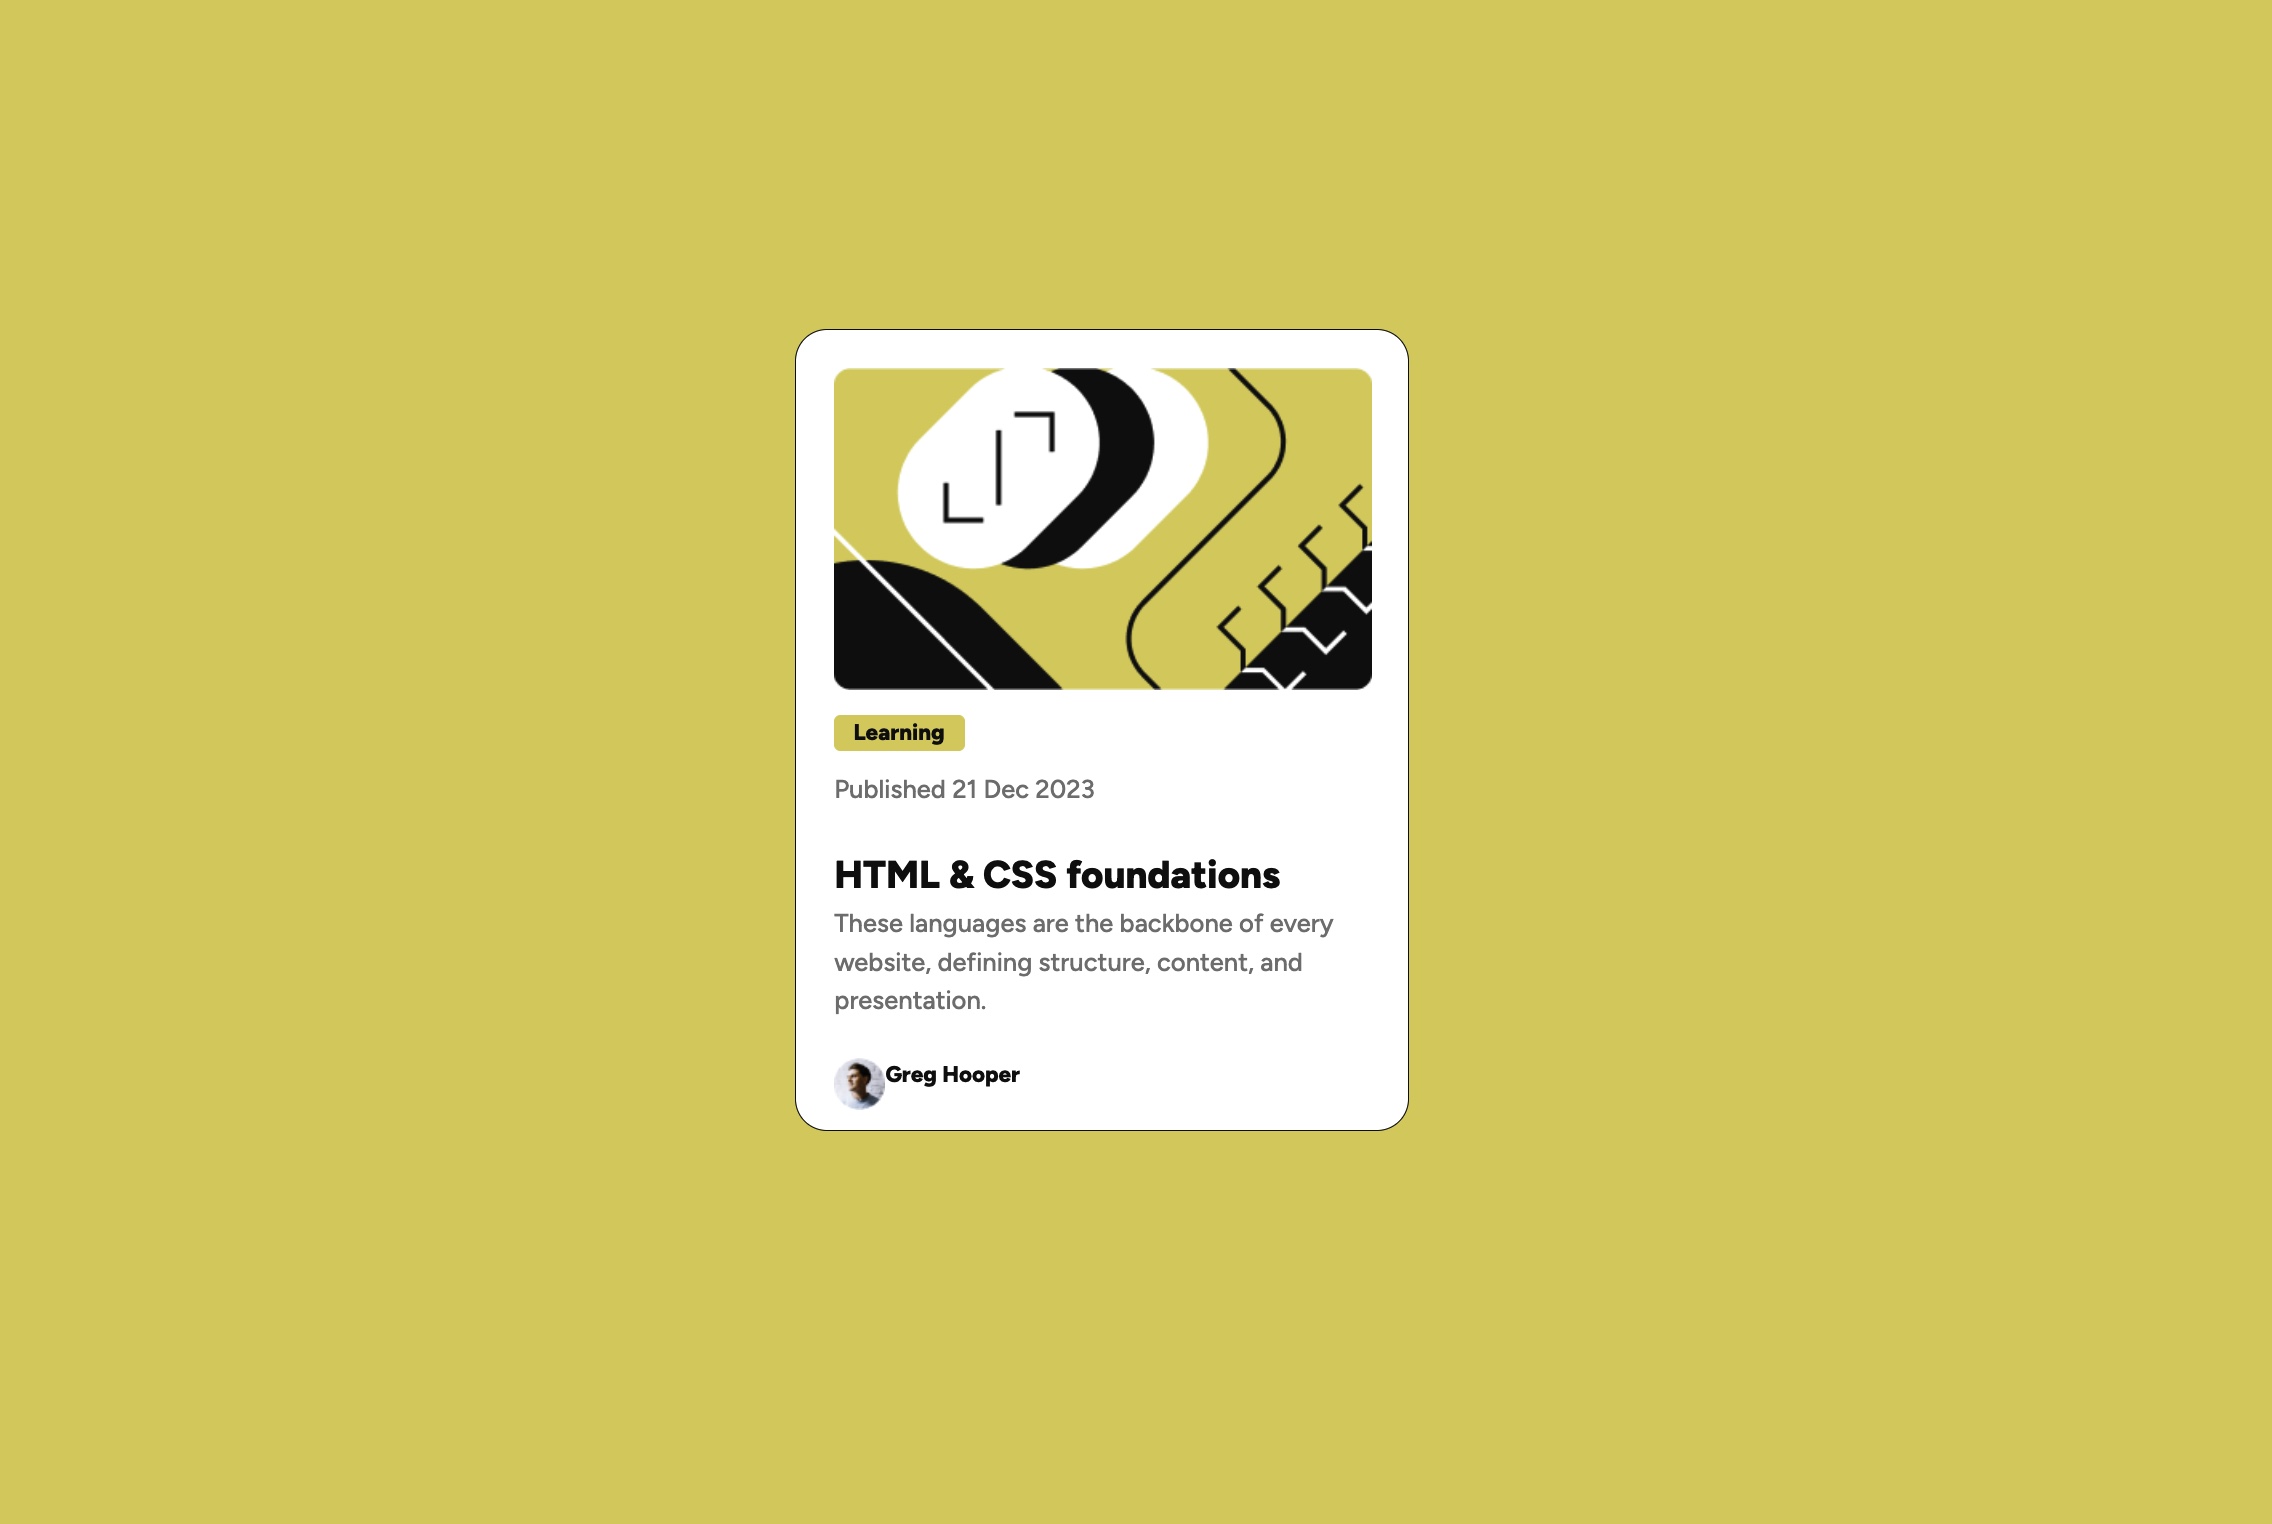 Learning
Published 21 Dec 2023
HTML & CSS foundations
These languages are the backbone of every
website, defining structure, content, and
presentation.
Greg Hooper